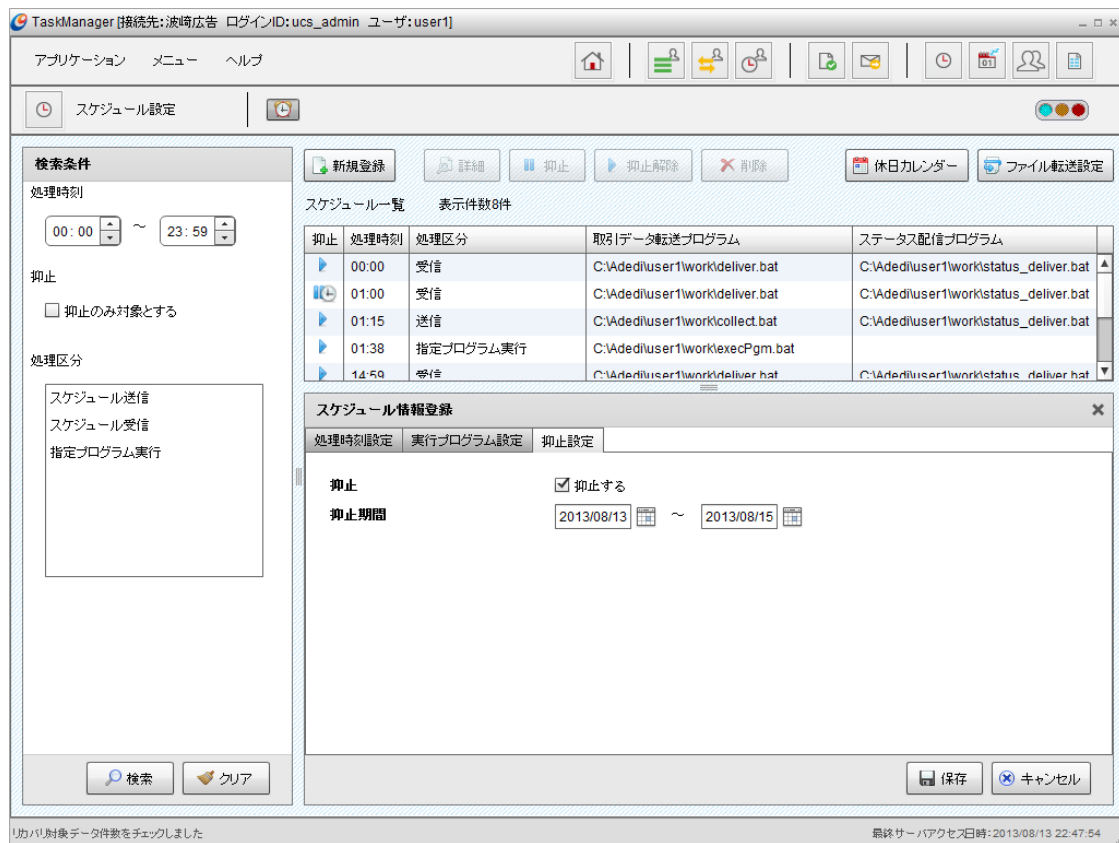 TaskManager [接続先:波崎広告 ログインID:ucs_admin ユーザ:user1]
アプリケーション メニュー ヘルプ
01
スケジュール設定
検索条件
処理時刻
00:00 ~ 23:59
抑止
抑止のみ対象とする
処理区分
スケジュール送信
スケジュール受信
指定プログラム実行
検索 クリア
新規登録 詳細 抑止 抑止解除 削除 休日カレンダー ファイル転送設定
スケジュール一覧 表示件数8件
抑止 処理時刻 処理区分 取引データ転送プログラム ステータス配信プログラム
00:00 受信 C:\Adedi\user1\work\deliver.bat C:\Adedi\user1\work\status_deliver.bat
01:00 受信 C:\Adedi\user1\work\deliver.bat C:\Adedi\user1\work\status_deliver.bat
01:15 送信 C:\Adedi\user1\work\collect.bat C:\Adedi\user1\work\status_deliver.bat
01:38 指定プログラム実行 C:\Adedi\user1\work\execPgm.bat
14:59 受信 C:\Adedi\user1\work\deliver.bat C:\Adedi\user1\work\status_deliver.bat
スケジュール情報登録
処理時刻設定 実行プログラム設定 抑止設定
抑止 抑止する
抑止期間 2013/08/13 ~ 2013/08/15
保存 キャンセル
リカバリ対象データ件数をチェックしました 最終サーバアクセス日時:2013/08/13 22:47:54